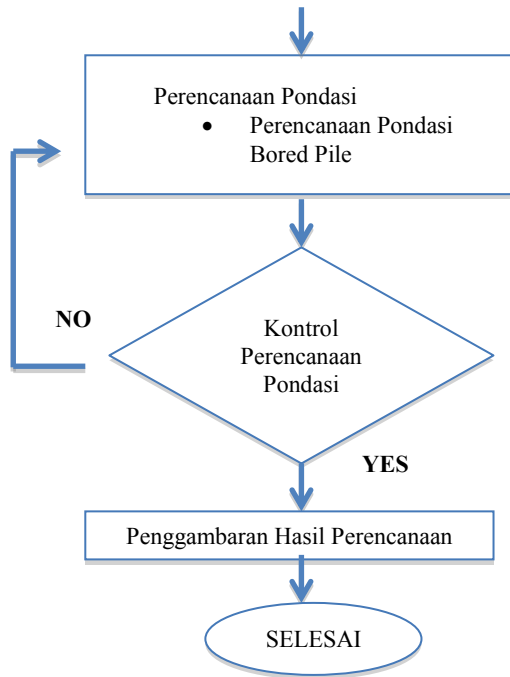 Perencanaan Pondasi
• Perencanaan Pondasi
Bored Pile
NO
Kontrol
Perencanaan
Pondasi
YES
Penggambaran Hasil Perencanaan
SELESAI